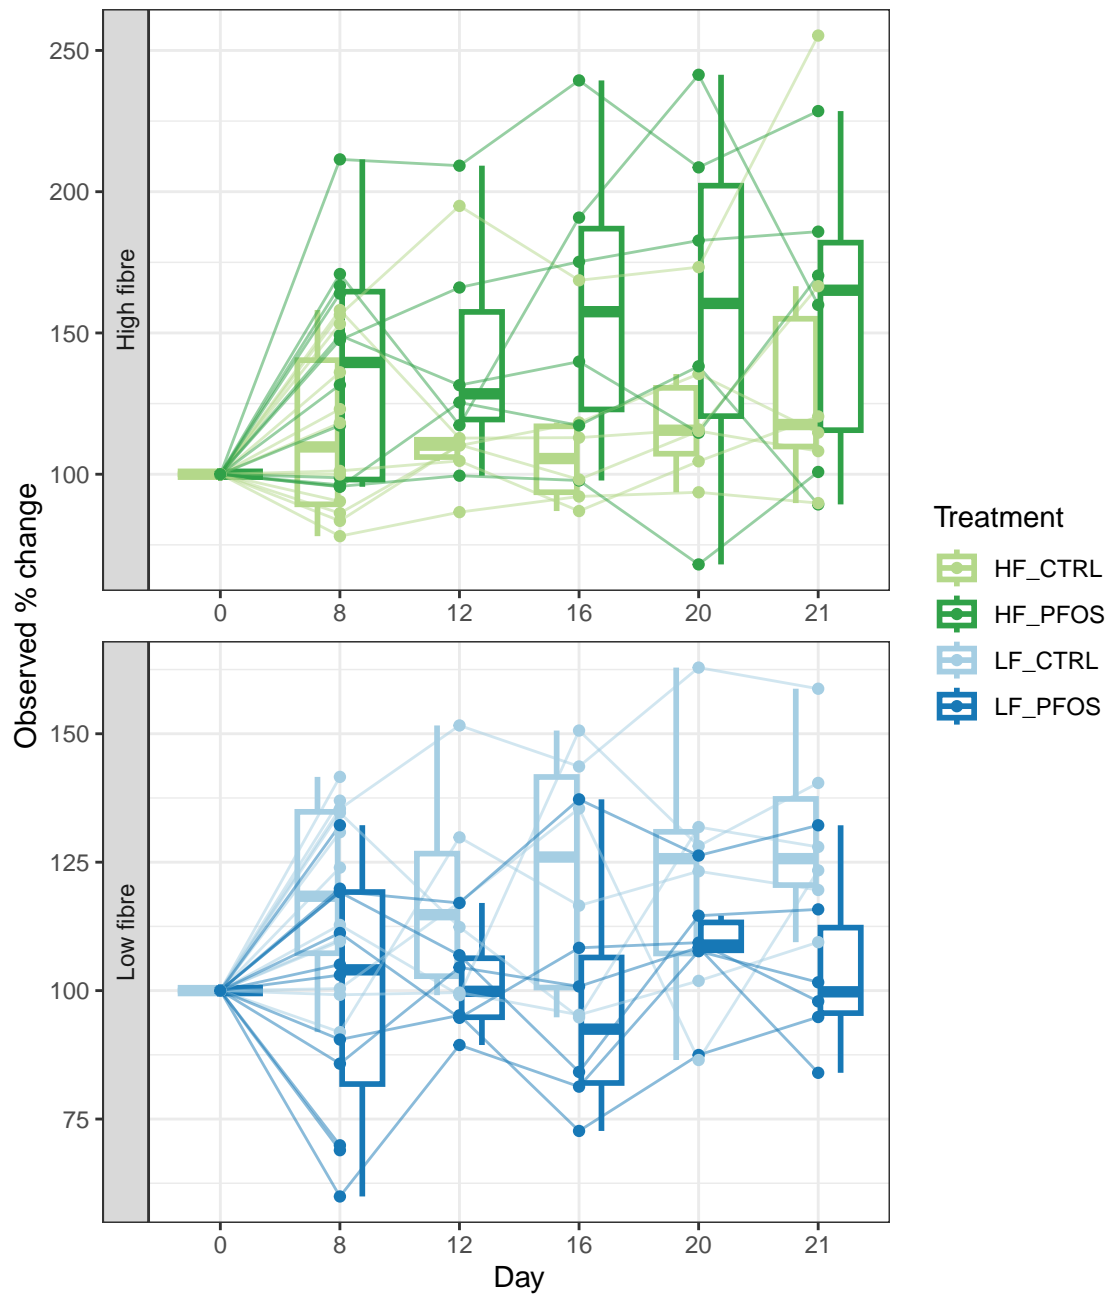 250
200
150
100
High fibre
0 8 12 16 20 21
Observed % change
150
125
100
75
Low fibre
0 8 12 16 20 21
Day
Treatment
HF_CTRL
HF_PFOS
LF_CTRL
LF_PFOS